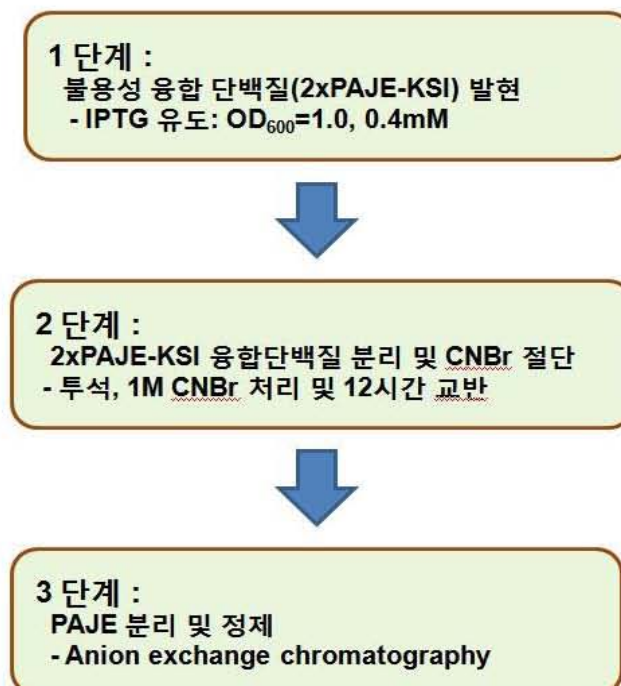 1 단계 :
불용성 융합 단백질(2xPAJE-KSI) 발현
- IPTG 유도: OD₆₀₀=1.0, 0.4mM
2 단계 :
2xPAJE-KSI 융합단백질 분리 및 CNBr 절단
- 투석, 1M CNBr 처리 및 12시간 교반
3 단계 :
PAJE 분리 및 정제
- Anion exchange chromatography